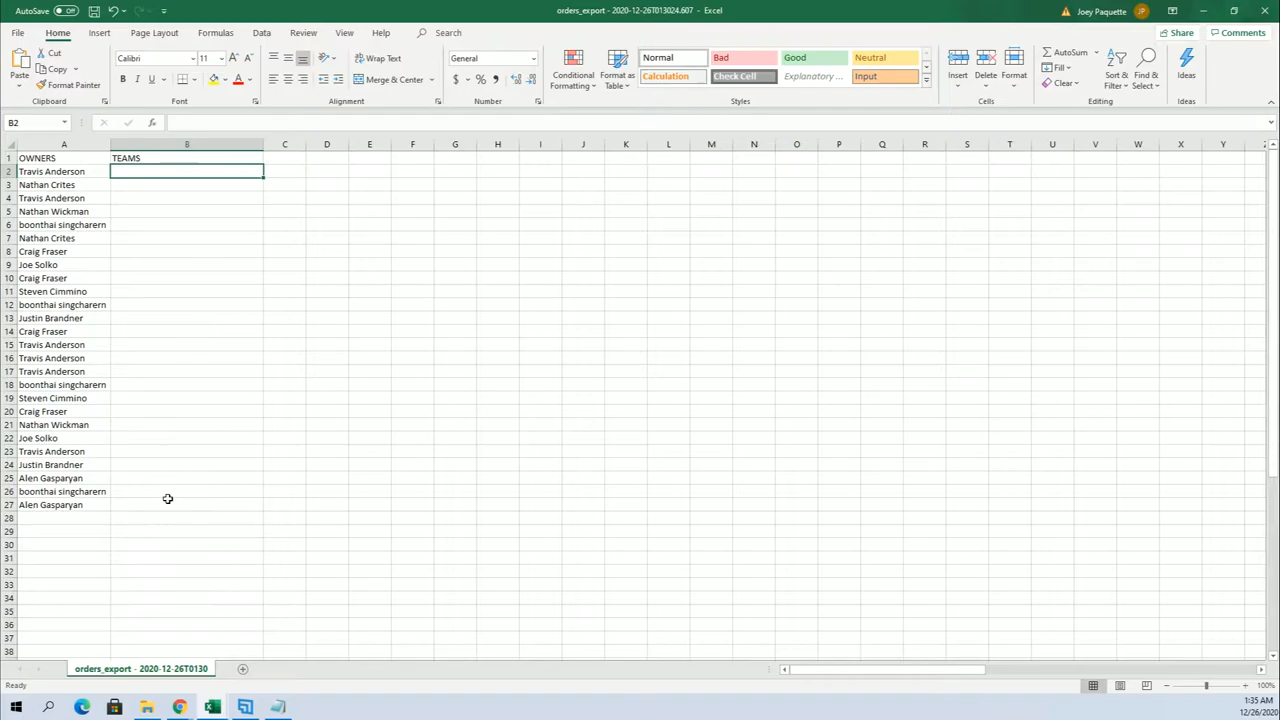 AutoSave Off orders_export - 2020-12-26T013024.607 - Excel Joey Paquette JP
File Home Insert Page Layout Formulas Data Review View Help Search Share Comments
Paste Cut Copy Format Painter Clipboard
Calibri 11 B I U A Font
Wrap Text Merge & Center Alignment
General $ % Number
Conditional Formatting Format as Table
Normal Bad Good Neutral
Calculation Check Cell Explanatory ... Input
Styles
Insert Delete Format Cells
AutoSum Fill Clear Sort & Filter Find & Select Editing
Ideas Ideas
B2 fx
A B C D E F G H I J K L M N O P Q R S T U V W X Y
1 OWNERS TEAMS
2 Travis Anderson
3 Nathan Crites
4 Travis Anderson
5 Nathan Wickman
6 boonthai singcharern
7 Nathan Crites
8 Craig Fraser
9 Joe Solko
10 Craig Fraser
11 Steven Cimmino
12 boonthai singcharern
13 Justin Brandner
14 Craig Fraser
15 Travis Anderson
16 Travis Anderson
17 Travis Anderson
18 boonthai singcharern
19 Steven Cimmino
20 Craig Fraser
21 Nathan Wickman
22 Joe Solko
23 Travis Anderson
24 Justin Brandner
25 Alen Gasparyan
26 boonthai singcharern
27 Alen Gasparyan
28
29
30
31
32
33
34
35
36
37
38
orders_export - 2020-12-26T0130
Ready 100%
1:35 AM
12/26/2020